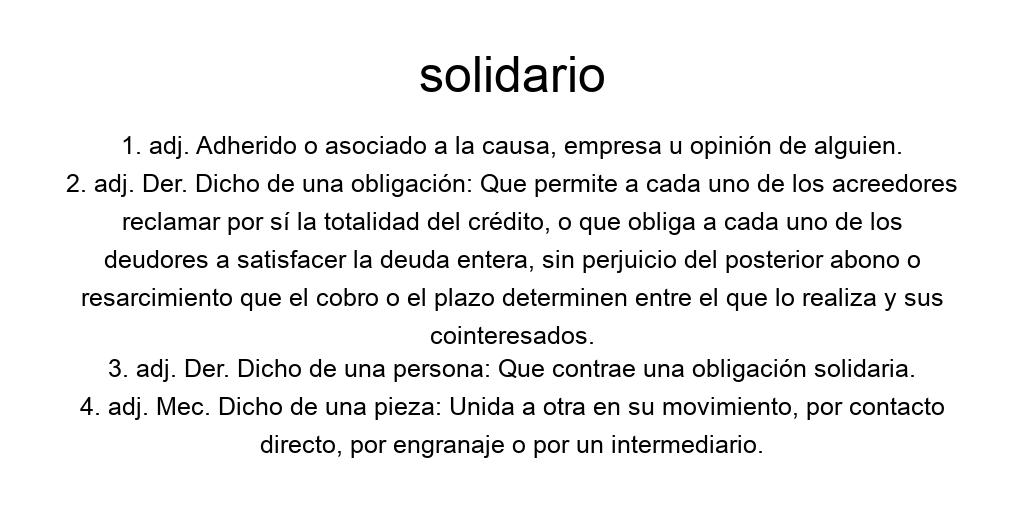 solidario
1. adj. Adherido o asociado a la causa, empresa u opinión de alguien.
2. adj. Der. Dicho de una obligación: Que permite a cada uno de los acreedores
reclamar por sí la totalidad del crédito, o que obliga a cada uno de los
deudores a satisfacer la deuda entera, sin perjuicio del posterior abono o
resarcimiento que el cobro o el plazo determinen entre el que lo realiza y sus
cointeresados.
3. adj. Der. Dicho de una persona: Que contrae una obligación solidaria.
4. adj. Mec. Dicho de una pieza: Unida a otra en su movimiento, por contacto
directo, por engranaje o por un intermediario.